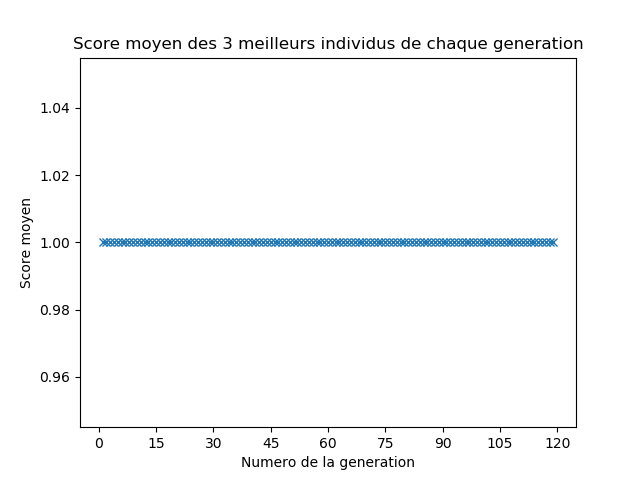 Score moyen des 3 meilleurs individus de chaque generation
1.04
1.02
1.00
0.98
0.96
Score moyen
0 15 30 45 60 75 90 105 120
Numero de la generation